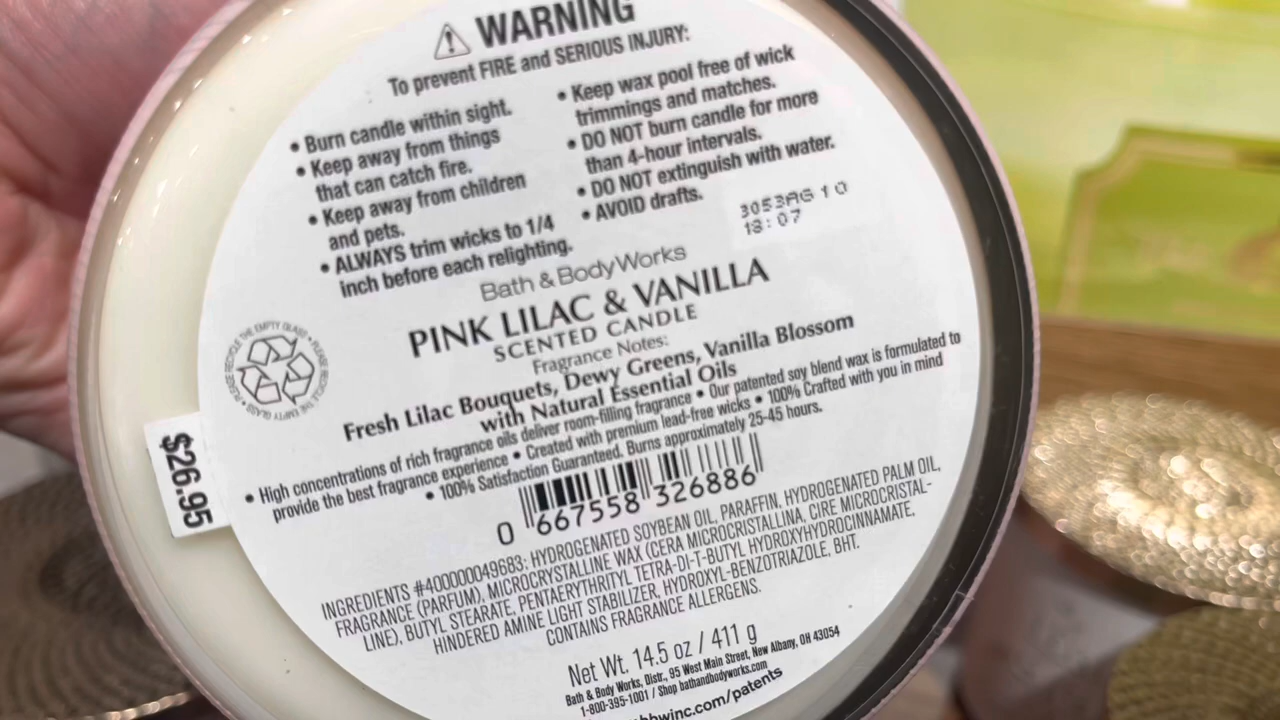 ⚠ WARNING
To prevent FIRE and SERIOUS INJURY:
• Burn candle within sight.
• Keep away from things
that can catch fire.
• Keep away from children
and pets.
• ALWAYS trim wicks to 1/4
inch before each relighting.
• Keep wax pool free of wick
trimmings and matches.
• DO NOT burn candle for more
than 4-hour intervals.
• DO NOT extinguish with water.
• AVOID drafts.
3053AG 10
18:07
Bath & Body Works
PINK LILAC & VANILLA
SCENTED CANDLE
Fragrance Notes:
Fresh Lilac Bouquets, Dewy Greens, Vanilla Blossom
with Natural Essential Oils
• High concentrations of rich fragrance oils deliver room-filling fragrance • Our patented soy blend wax is formulated to
provide the best fragrance experience • Created with premium lead-free wicks • 100% Crafted with you in mind
• 100% Satisfaction Guaranteed. Burns approximately 25-45 hours.
$26.95
0 667558 326886
INGREDIENTS #400000049683: HYDROGENATED SOYBEAN OIL, PARAFFIN, HYDROGENATED PALM OIL,
FRAGRANCE (PARFUM), MICROCRYSTALLINE WAX (CERA MICROCRISTALLINA, CIRE MICROCRISTAL-
LINE), BUTYL STEARATE, PENTAERYTHRITYL TETRA-DI-T-BUTYL HYDROXYHYDROCINNAMATE,
HINDERED AMINE LIGHT STABILIZER, HYDROXYL-BENZOTRIAZOLE, BHT.
CONTAINS FRAGRANCE ALLERGENS.
Net Wt. 14.5 oz / 411 g
Bath & Body Works, Distr., 95 West Main Street, New Albany, OH 43054
1-800-395-1001 / Shop bathandbodyworks.com
bbwinc.com/patents